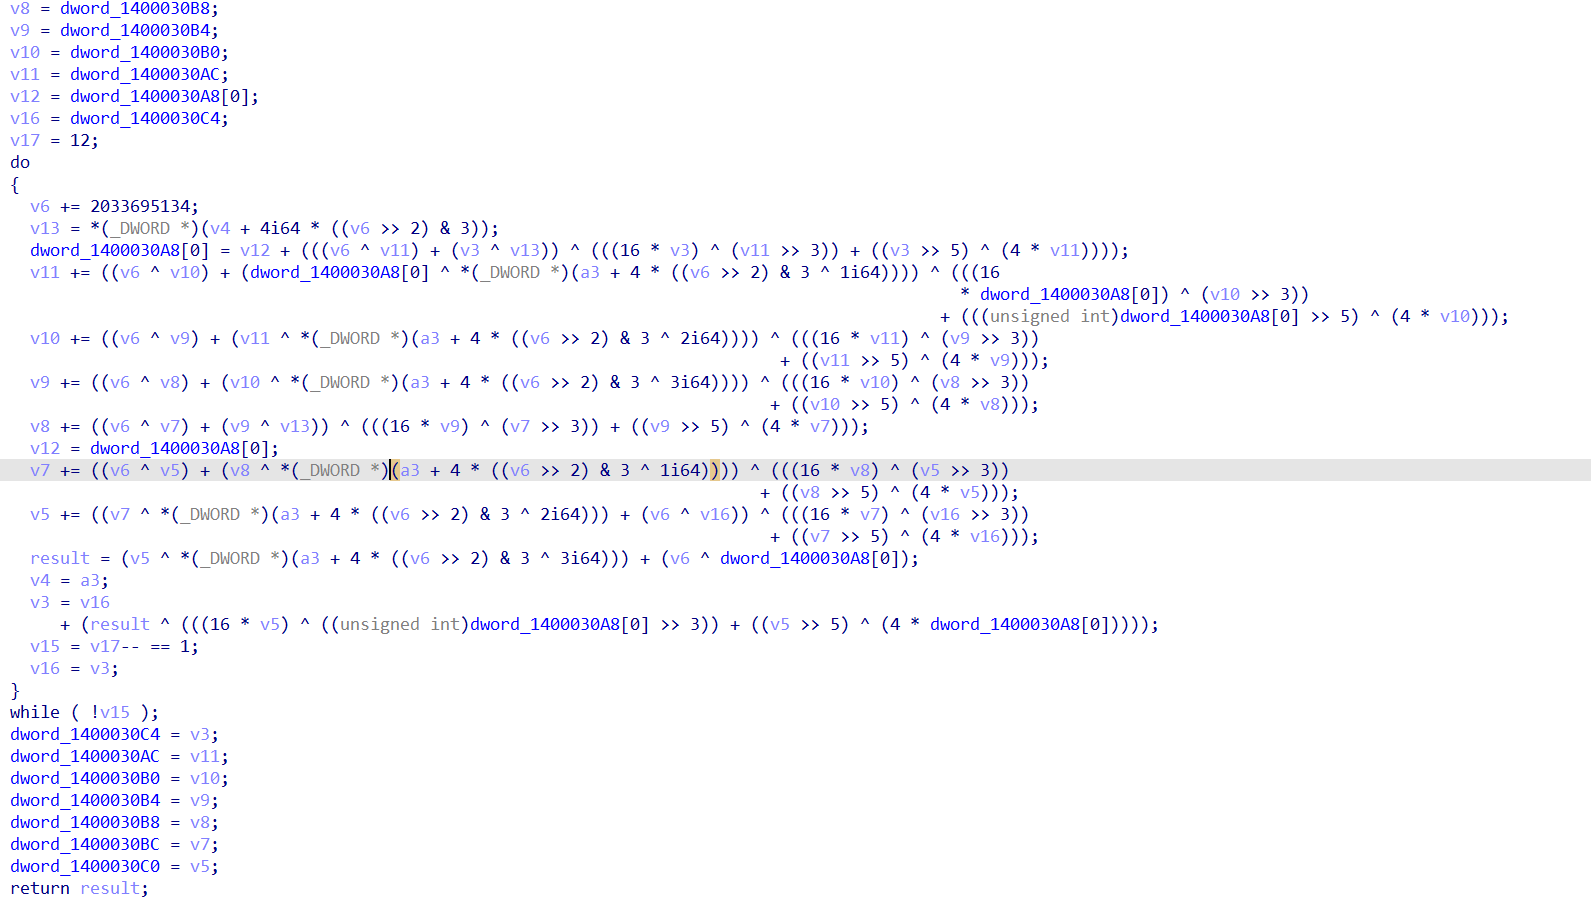 v8 = dword_1400030B8;
v9 = dword_1400030B4;
v10 = dword_1400030B0;
v11 = dword_1400030AC;
v12 = dword_1400030A8[0];
v16 = dword_1400030C4;
v17 = 12;
do
{
v6 += 2033695134;
v13 = *(_DWORD *)(v4 + 4i64 * ((v6 >> 2) & 3));
dword_1400030A8[0] = v12 + (((v6 ^ v11) + (v3 ^ v13)) ^ (((16 * v3) ^ (v11 >> 3)) + ((v3 >> 5) ^ (4 * v11))));
v11 += ((v6 ^ v10) + (dword_1400030A8[0] ^ *(_DWORD *)(a3 + 4 * ((v6 >> 2) & 3 ^ 1i64)))) ^ (((16
* dword_1400030A8[0]) ^ (v10 >> 3))
+ (((unsigned int)dword_1400030A8[0] >> 5) ^ (4 * v10)));
v10 += ((v6 ^ v9) + (v11 ^ *(_DWORD *)(a3 + 4 * ((v6 >> 2) & 3 ^ 2i64)))) ^ (((16 * v11) ^ (v9 >> 3))
+ ((v11 >> 5) ^ (4 * v9)));
v9 += ((v6 ^ v8) + (v10 ^ *(_DWORD *)(a3 + 4 * ((v6 >> 2) & 3 ^ 3i64)))) ^ (((16 * v10) ^ (v8 >> 3))
+ ((v10 >> 5) ^ (4 * v8)));
v8 += ((v6 ^ v7) + (v9 ^ v13)) ^ (((16 * v9) ^ (v7 >> 3)) + ((v9 >> 5) ^ (4 * v7)));
v12 = dword_1400030A8[0];
v7 += ((v6 ^ v5) + (v8 ^ *(_DWORD *)(a3 + 4 * ((v6 >> 2) & 3 ^ 1i64)))) ^ (((16 * v8) ^ (v5 >> 3))
+ ((v8 >> 5) ^ (4 * v5)));
v5 += ((v7 ^ *(_DWORD *)(a3 + 4 * ((v6 >> 2) & 3 ^ 2i64))) + (v6 ^ v16)) ^ (((16 * v7) ^ (v16 >> 3))
+ ((v7 >> 5) ^ (4 * v16)));
result = (v5 ^ *(_DWORD *)(a3 + 4 * ((v6 >> 2) & 3 ^ 3i64))) + (v6 ^ dword_1400030A8[0]);
v4 = a3;
v3 = v16
+ (result ^ (((16 * v5) ^ ((unsigned int)dword_1400030A8[0] >> 3)) + ((v5 >> 5) ^ (4 * dword_1400030A8[0]))));
v15 = v17-- == 1;
v16 = v3;
}
while ( !v15 );
dword_1400030C4 = v3;
dword_1400030AC = v11;
dword_1400030B0 = v10;
dword_1400030B4 = v9;
dword_1400030B8 = v8;
dword_1400030BC = v7;
dword_1400030C0 = v5;
return result;